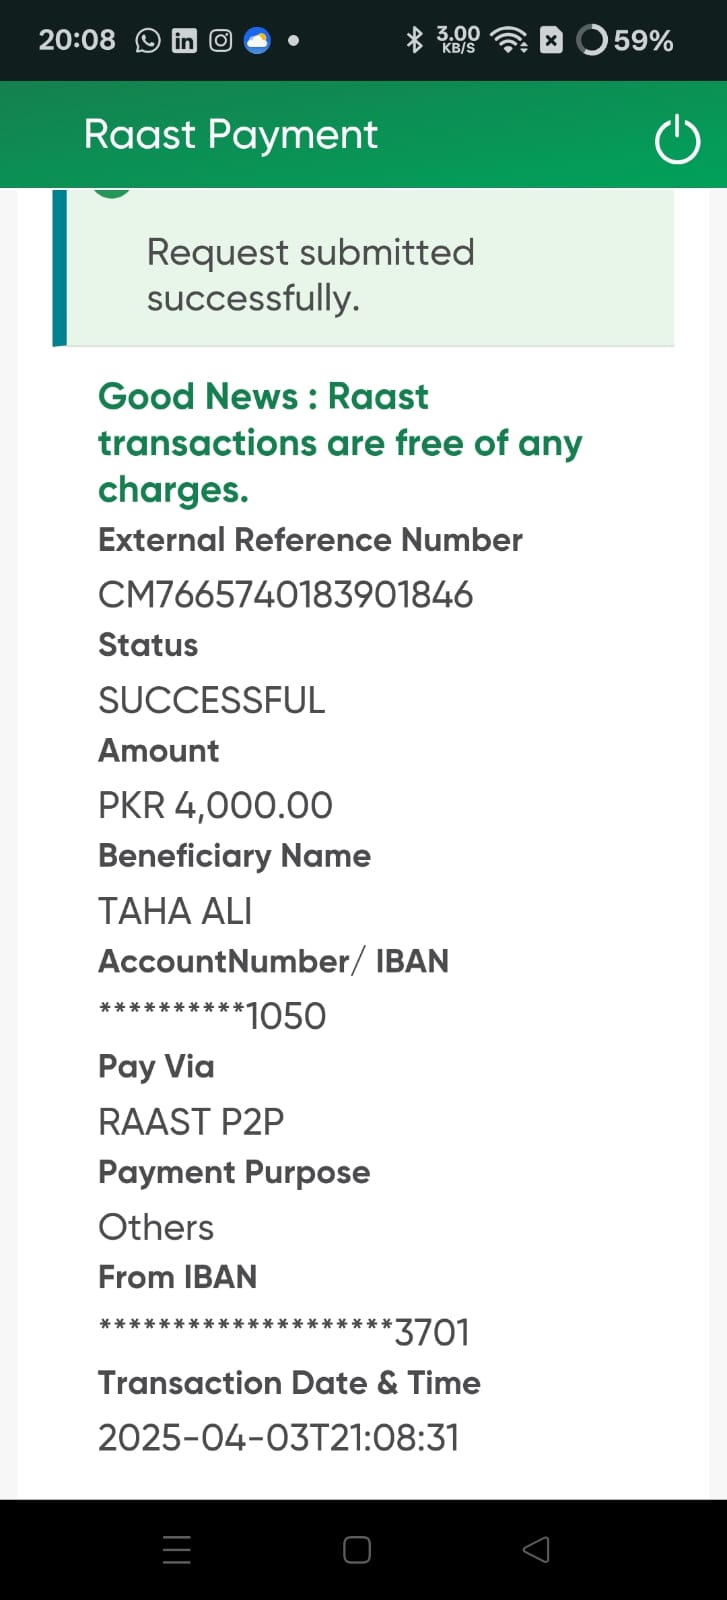 20:08 3.00 KB/S 59%
Raast Payment
Request submitted
successfully.
Good News : Raast
transactions are free of any
charges.
External Reference Number
CM7665740183901846
Status
SUCCESSFUL
Amount
PKR 4,000.00
Beneficiary Name
TAHA ALI
AccountNumber/ IBAN
**********1050
Pay Via
RAAST P2P
Payment Purpose
Others
From IBAN
********************3701
Transaction Date & Time
2025-04-03T21:08:31